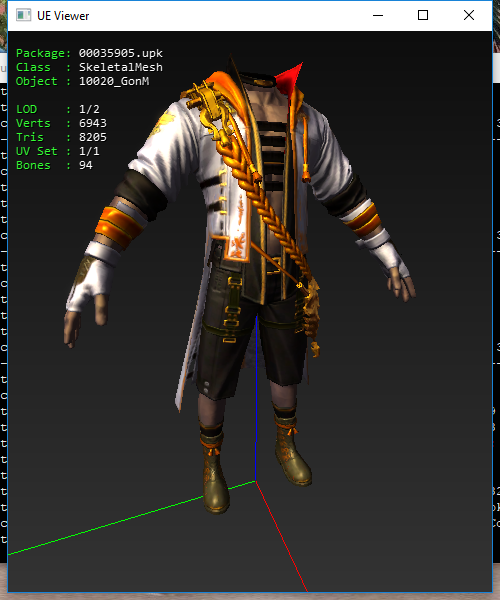 UE Viewer
Package: 00035905.upk
Class : SkeletalMesh
Object : 10020_GonM
LOD : 1/2
Verts : 6943
Tris : 8205
UV Set : 1/1
Bones : 94